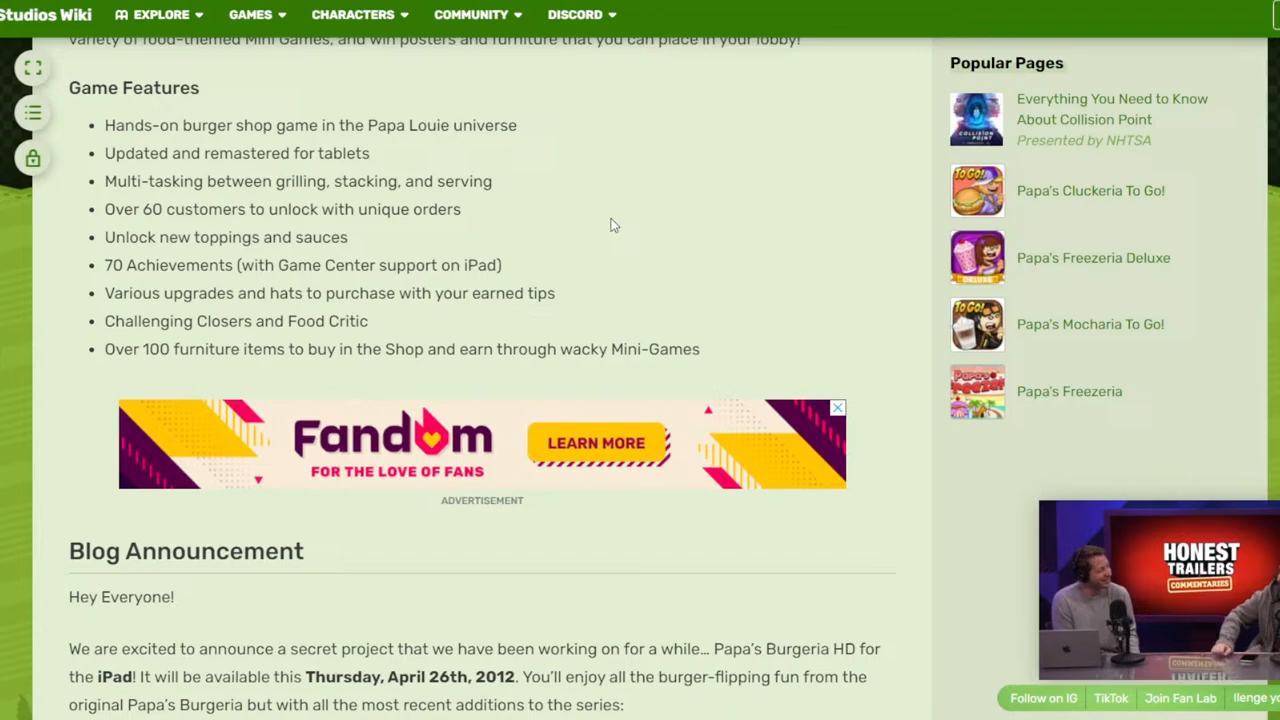 Studios Wiki
EXPLORE
GAMES
CHARACTERS
COMMUNITY
DISCORD
variety of food-themed Mini Games, and win posters and furniture that you can place in your lobby!
Game Features
• Hands-on burger shop game in the Papa Louie universe
• Updated and remastered for tablets
• Multi-tasking between grilling, stacking, and serving
• Over 60 customers to unlock with unique orders
• Unlock new toppings and sauces
• 70 Achievements (with Game Center support on iPad)
• Various upgrades and hats to purchase with your earned tips
• Challenging Closers and Food Critic
• Over 100 furniture items to buy in the Shop and earn through wacky Mini-Games
Fandom
FOR THE LOVE OF FANS
LEARN MORE
ADVERTISEMENT
Blog Announcement
Hey Everyone!
We are excited to announce a secret project that we have been working on for a while… Papa's Burgeria HD for
the iPad! It will be available this Thursday, April 26th, 2012. You'll enjoy all the burger-flipping fun from the
original Papa's Burgeria but with all the most recent additions to the series:
Popular Pages
COLLISION
POINT
Everything You Need to Know
About Collision Point
Presented by NHTSA
TO GO!
Papa's Cluckeria To Go!
DELUXE
Papa's Freezeria Deluxe
TO GO!
Papa's Mocharia To Go!
Papa's
Papa's Freezeria
HONEST
TRAILERS
COMMENTARIES
Follow on IG
TikTok
Join Fan Lab